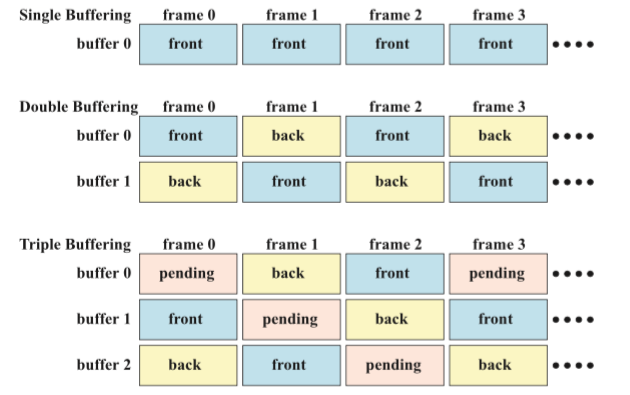 Single Buffering frame 0 frame 1 frame 2 frame 3
buffer 0 front front front front ••••
Double Buffering frame 0 frame 1 frame 2 frame 3
buffer 0 front back front back ••••
buffer 1 back front back front ••••
Triple Buffering frame 0 frame 1 frame 2 frame 3
buffer 0 pending back front pending ••••
buffer 1 front pending back front ••••
buffer 2 back front pending back ••••